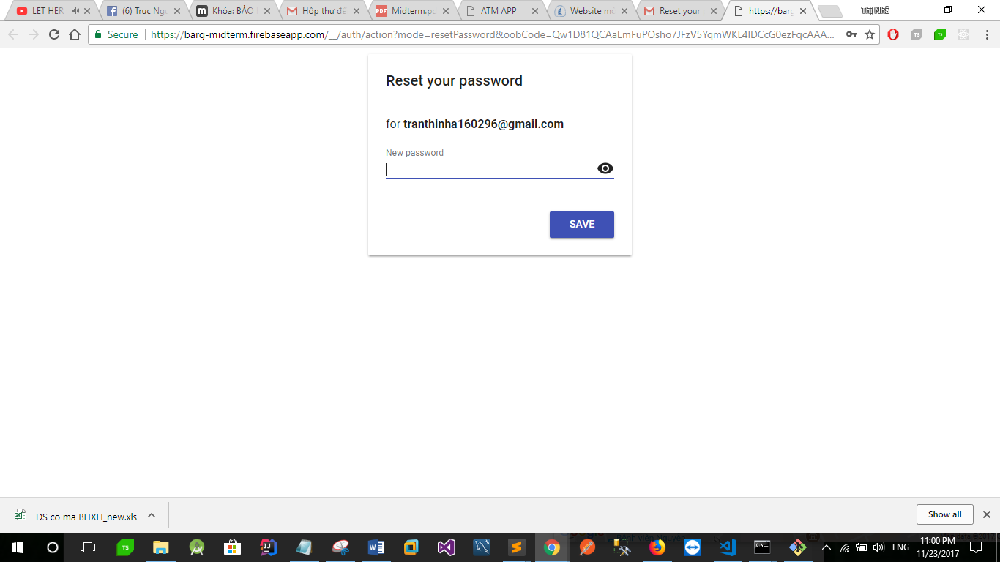 LET HER
(6) Truc Ngu
Khóa: BẢO
Hộp thư đế
Midterm.pd
ATM APP
Website mô
Reset your
https://barg
Thị Nhã
Secure
https://barg-midterm.firebaseapp.com/__/auth/action?mode=resetPassword&oobCode=Qw1D81QCAaEmFuPOsho7JFzV5YqmWKL4IDCcG0ezFqcAAA...
Reset your password
for tranthinha160296@gmail.com
New password
SAVE
DS co ma BHXH_new.xls
Show all
ENG
11:00 PM
11/23/2017